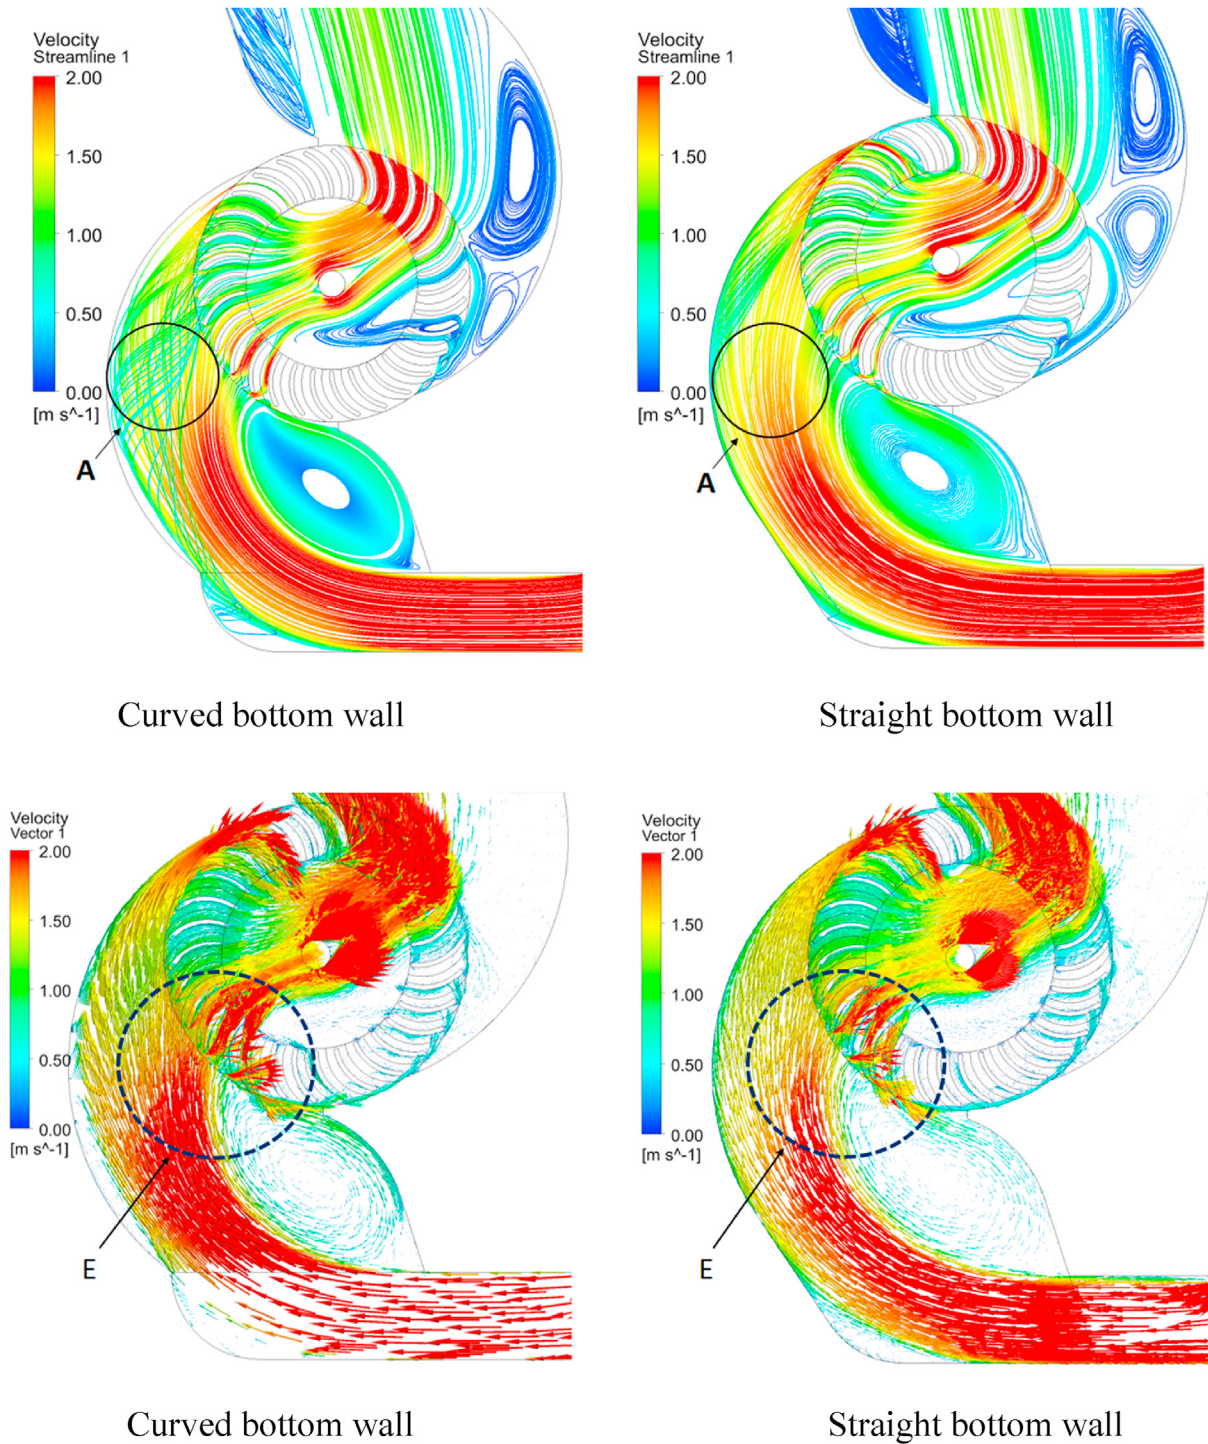 Velocity
Streamline 1
2.00
1.50
1.00
0.50
0.00
[m s^-1]
A
Velocity
Streamline 1
2.00
1.50
1.00
0.50
0.00
[m s^-1]
A
Curved bottom wall
Straight bottom wall
Velocity
Vector 1
2.00
1.50
1.00
0.50
0.00
[m s^-1]
E
Velocity
Vector 1
2.00
1.50
1.00
0.50
0.00
[m s^-1]
E
Curved bottom wall
Straight bottom wall